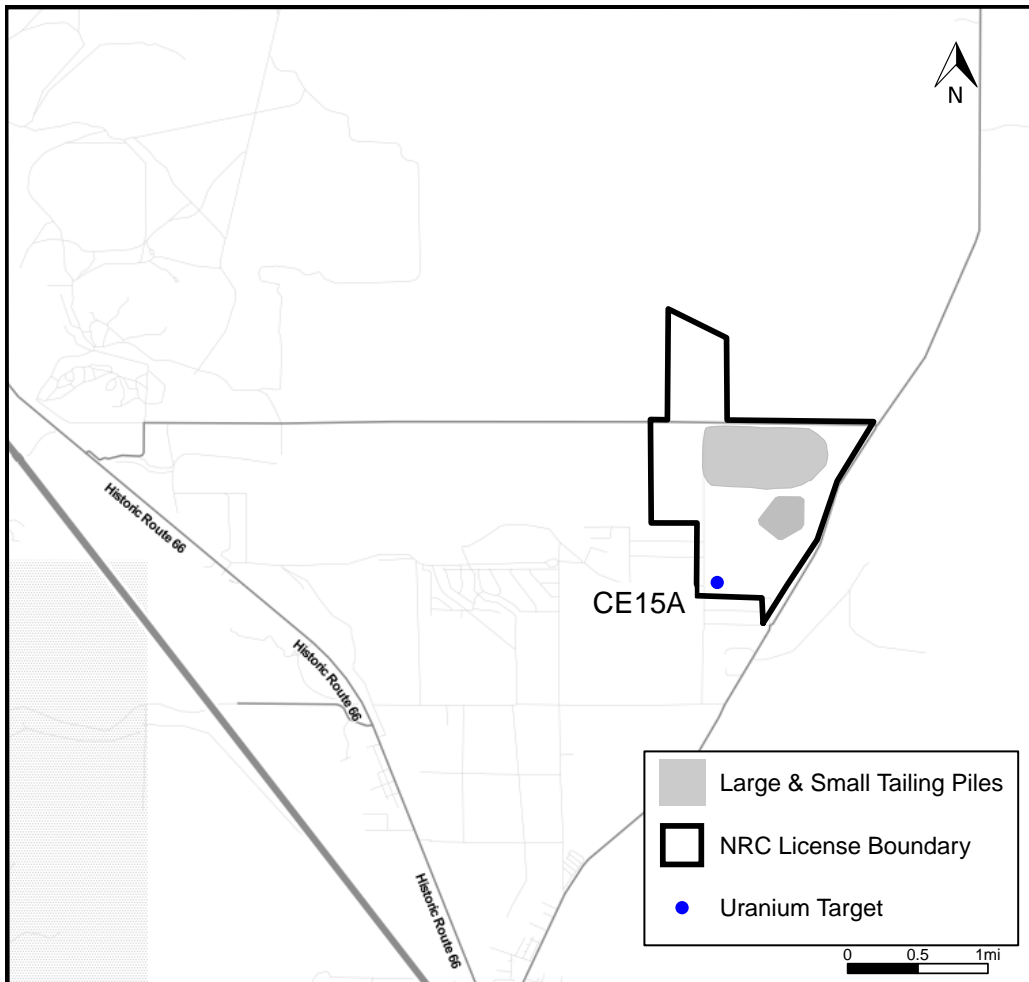 N
Historic Route 66
Historic Route 66
CE15A
Historic Route 66
Large & Small Tailing Piles
NRC License Boundary
Uranium Target
0 0.5 1mi